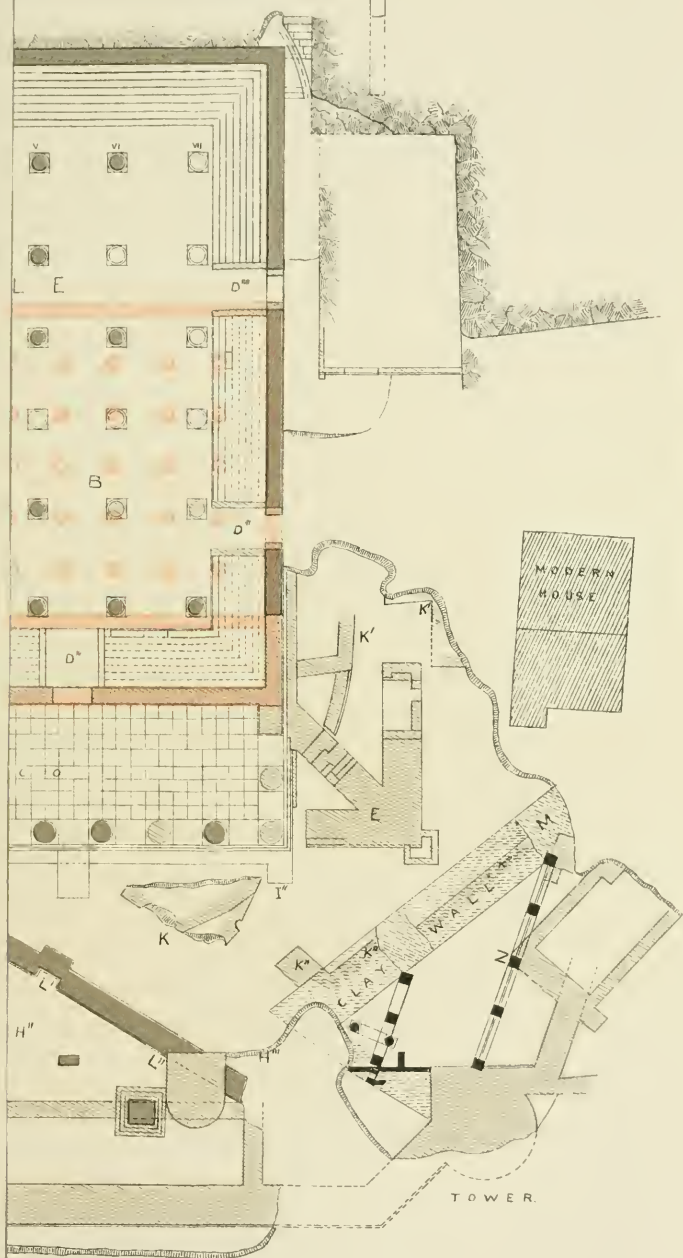 V VI VII
L E D'''
B
D''
MODERN
HOUSE
K' K'
D''
C O
E
M
I''
K
CLAY WALL
K'' K''
N
L'
H''
L'' H'''
TOWER.